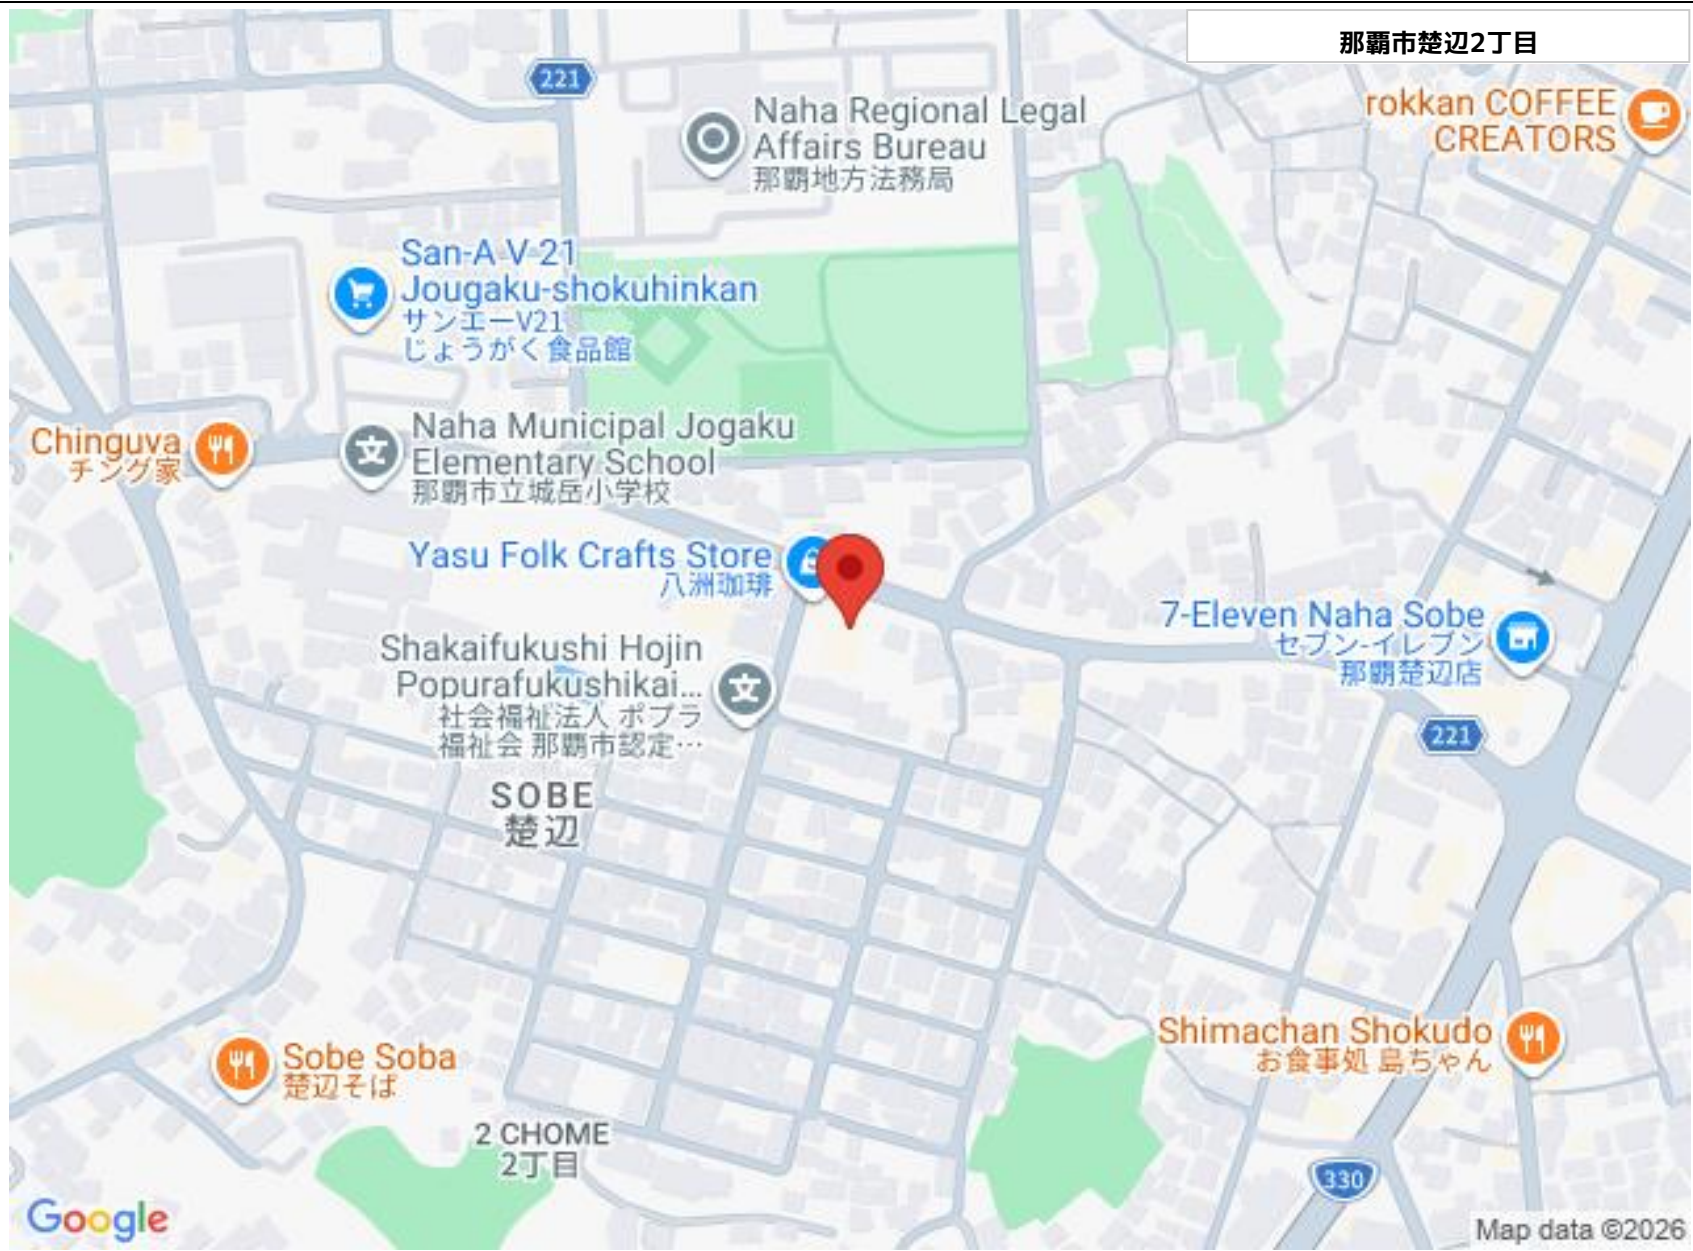 那覇市楚辺2丁目
221
Naha Regional Legal
Affairs Bureau
那覇地方法務局
rokkan COFFEE
CREATORS
San-A V-21
Jougaku-shokuhinkan
サンエーV21
じょうがく食品館
Chinguva
チング家
Naha Municipal Jogaku
Elementary School
那覇市立城岳小学校
Yasu Folk Crafts Store
八洲珈琲
7-Eleven Naha Sobe
セブン-イレブン
那覇楚辺店
Shakaifukushi Hojin
Popurafukushikai...
社会福祉法人 ポプラ
福祉会 那覇市認定…
221
SOBE
楚辺
Shimachan Shokudo
お食事処 島ちゃん
Sobe Soba
楚辺そば
2 CHOME
2丁目
330
Google
Map data ©2026